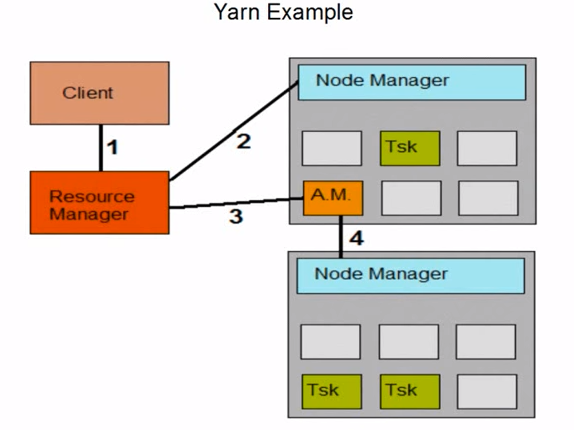 Yarn Example
Client
1
Resource
Manager
2
3
Node Manager
Tsk
A.M.
4
Node Manager
Tsk
Tsk